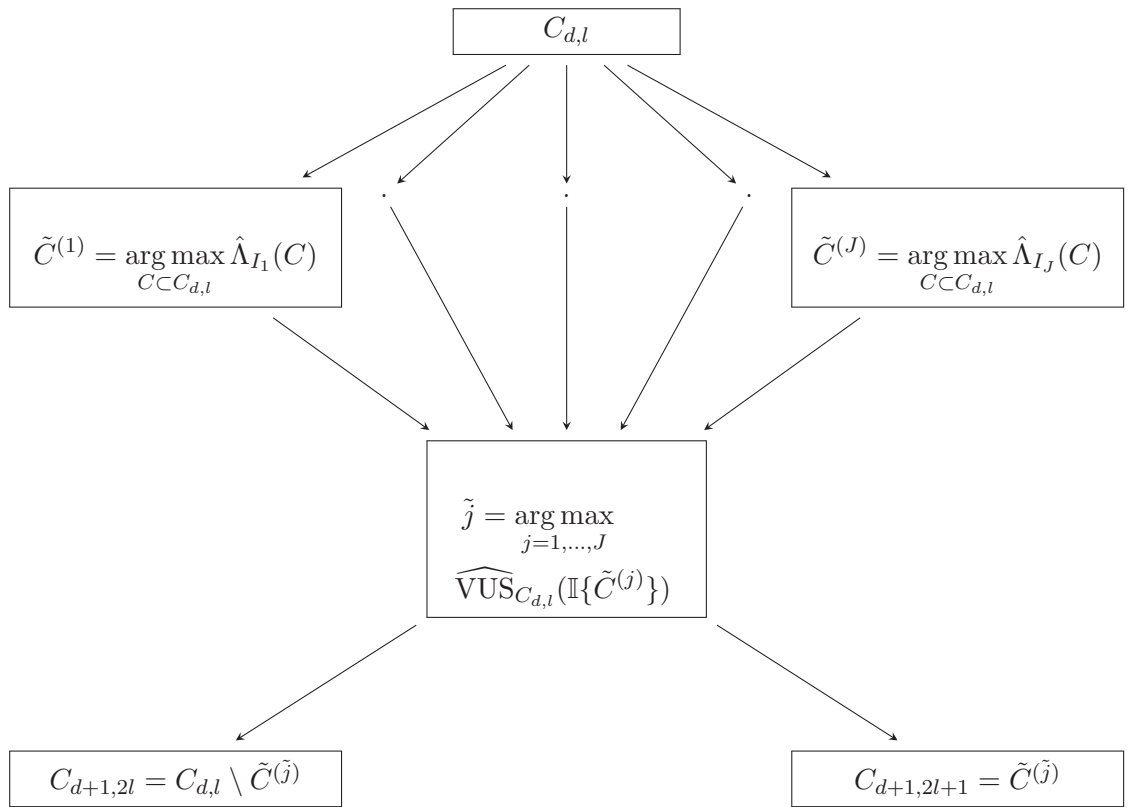 C_{d,l}
. . .
\tilde{C}^{(1)} = \arg\max_{C \subset C_{d,l}} \hat{\Lambda}_{I_1}(C)
\tilde{C}^{(J)} = \arg\max_{C \subset C_{d,l}} \hat{\Lambda}_{I_J}(C)
\tilde{j} = \arg\max_{j=1,\ldots,J}
\widehat{\mathrm{VUS}}_{C_{d,l}}(\mathbb{I}\{\tilde{C}^{(j)}\})
C_{d+1,2l} = C_{d,l} \setminus \tilde{C}^{(\tilde{j})}
C_{d+1,2l+1} = \tilde{C}^{(\tilde{j})}